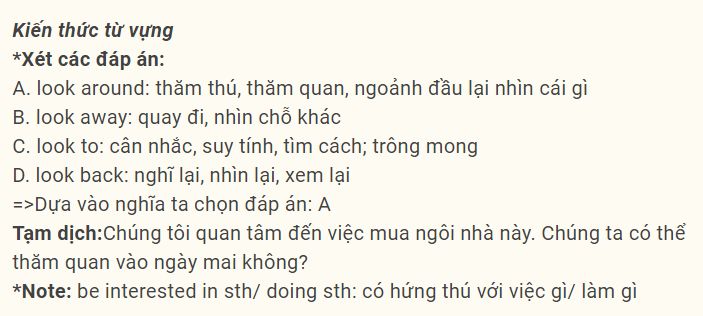 Kiến thức từ vựng
*Xét các đáp án:
A. look around: thăm thú, thăm quan, ngoảnh đầu lại nhìn cái gì
B. look away: quay đi, nhìn chỗ khác
C. look to: cân nhắc, suy tính, tìm cách; trông mong
D. look back: nghĩ lại, nhìn lại, xem lại
=>Dựa vào nghĩa ta chọn đáp án: A
Tạm dịch:Chúng tôi quan tâm đến việc mua ngôi nhà này. Chúng ta có thể
thăm quan vào ngày mai không?
*Note: be interested in sth/ doing sth: có hứng thú với việc gì/ làm gì